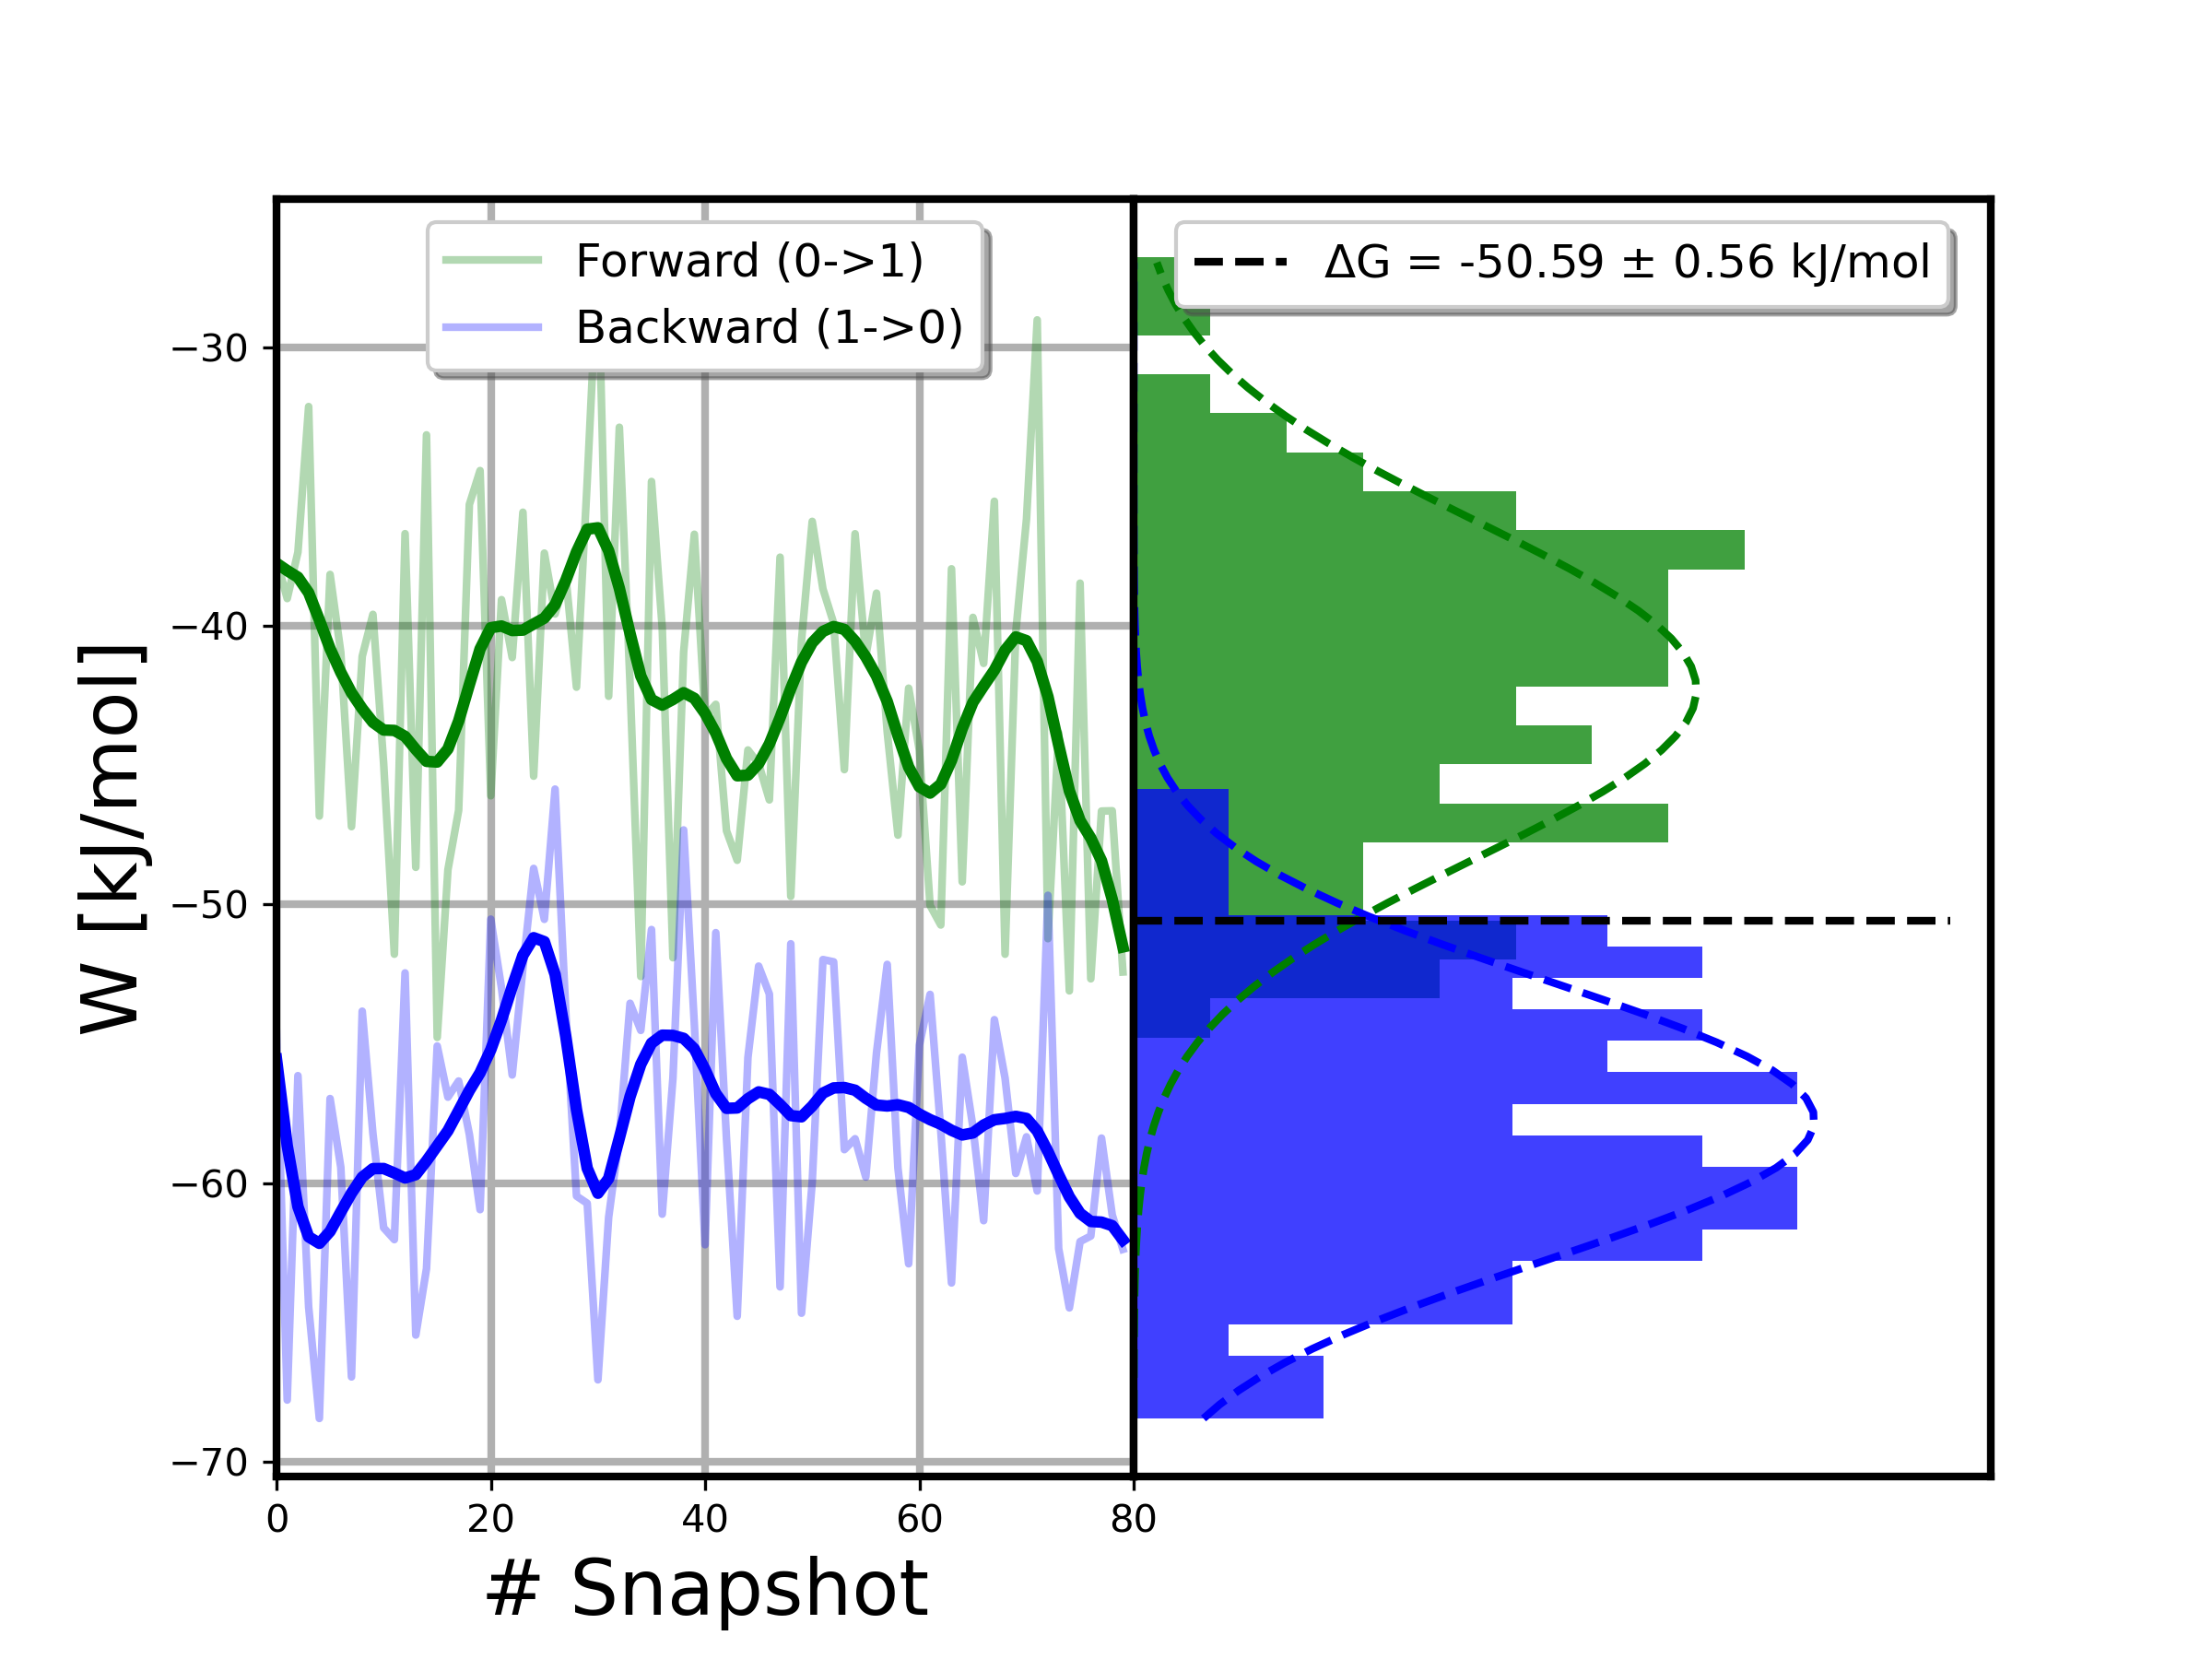 Forward (0->1)
Backward (1->0)
ΔG = -50.59 ± 0.56 kJ/mol
W [kJ/mol]
−30
−40
−50
−60
−70
0
20
40
60
80
# Snapshot